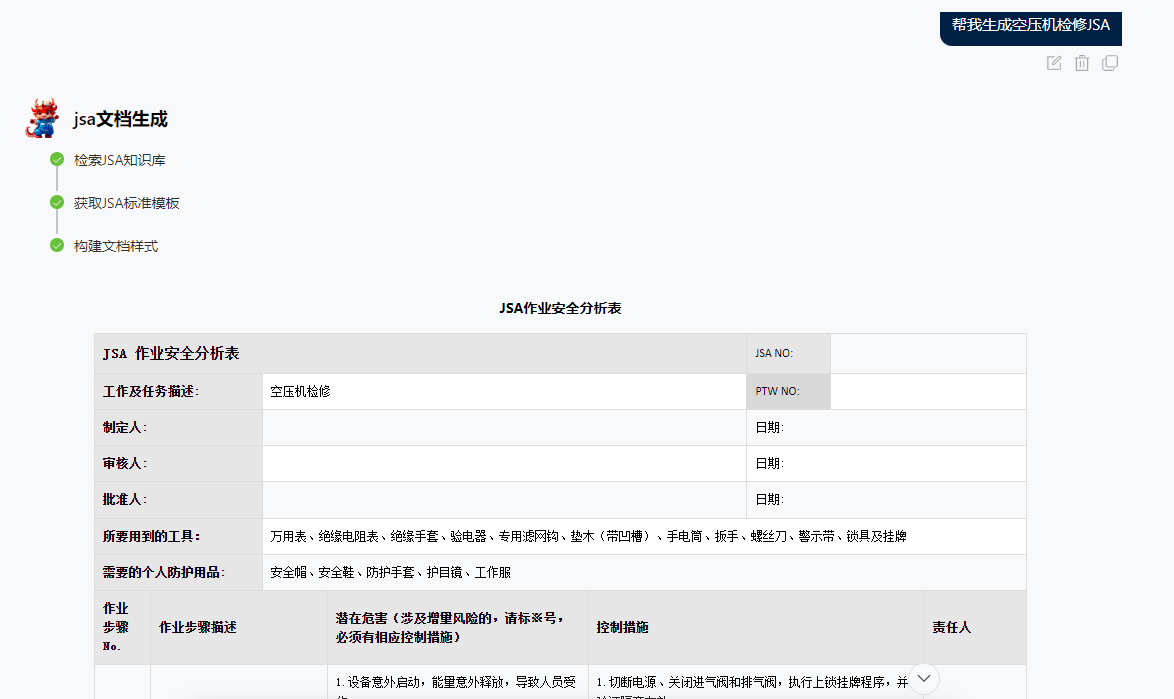 帮我生成空压机检修JSA
jsa文档生成
检索JSA知识库
获取JSA标准模板
构建文档样式
JSA作业安全分析表
JSA 作业安全分析表
JSA NO:
工作及任务描述:
空压机检修
PTW NO:
制定人:
日期:
审核人:
日期:
批准人:
日期:
所要用到的工具:
万用表、绝缘电阻表、绝缘手套、验电器、专用滤网钩、垫木（带凹槽）、手电筒、扳手、螺丝刀、警示带、锁具及挂牌
需要的个人防护用品:
安全帽、安全鞋、防护手套、护目镜、工作服
作业
步骤
No.
作业步骤描述
潜在危害（涉及增量风险的，请标※号，
必须有相应控制措施）
控制措施
责任人
1. 设备意外启动，能量意外释放，导致人员受
1. 切断电源、关闭进气阀和排气阀，执行上锁挂牌程序，并